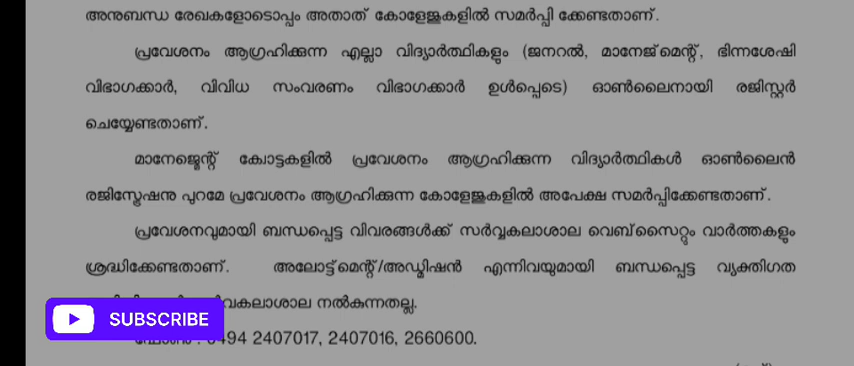 അനുബന്ധ രേഖകളോടൊപ്പം അതാത് കോളേജുകളിൽ സമർപ്പി ക്കേണ്ടതാണ്.
പ്രവേശനം ആഗ്രഹിക്കുന്ന എല്ലാ വിദ്യാർത്ഥികളും (ജനറൽ, മാനേജ്മെന്റ്, ഭിന്നശേഷി
വിഭാഗക്കാർ, വിവിധ സംവരണം വിഭാഗക്കാർ ഉൾപ്പെടെ) ഓൺലൈനായി രജിസ്റ്റർ
ചെയ്യേണ്ടതാണ്.
മാനേജ്മെന്റ് ക്വോട്ടകളിൽ പ്രവേശനം ആഗ്രഹിക്കുന്ന വിദ്യാർത്ഥികൾ ഓൺലൈൻ
രജിസ്ട്രേഷനു പുറമേ പ്രവേശനം ആഗ്രഹിക്കുന്ന കോളേജുകളിൽ അപേക്ഷ സമർപ്പിക്കേണ്ടതാണ്.
പ്രവേശനവുമായി ബന്ധപ്പെട്ട വിവരങ്ങൾക്ക് സർവ്വകലാശാല വെബ്സൈറ്റും വാർത്തകളും
ശ്രദ്ധിക്കേണ്ടതാണ്. അലോട്ട്മെന്റ്/അഡ്മിഷൻ എന്നിവയുമായി ബന്ധപ്പെട്ട വ്യക്തിഗത
നൽകുന്നതല്ല.
SUBSCRIBE
0494 2407017, 2407016, 2660600.